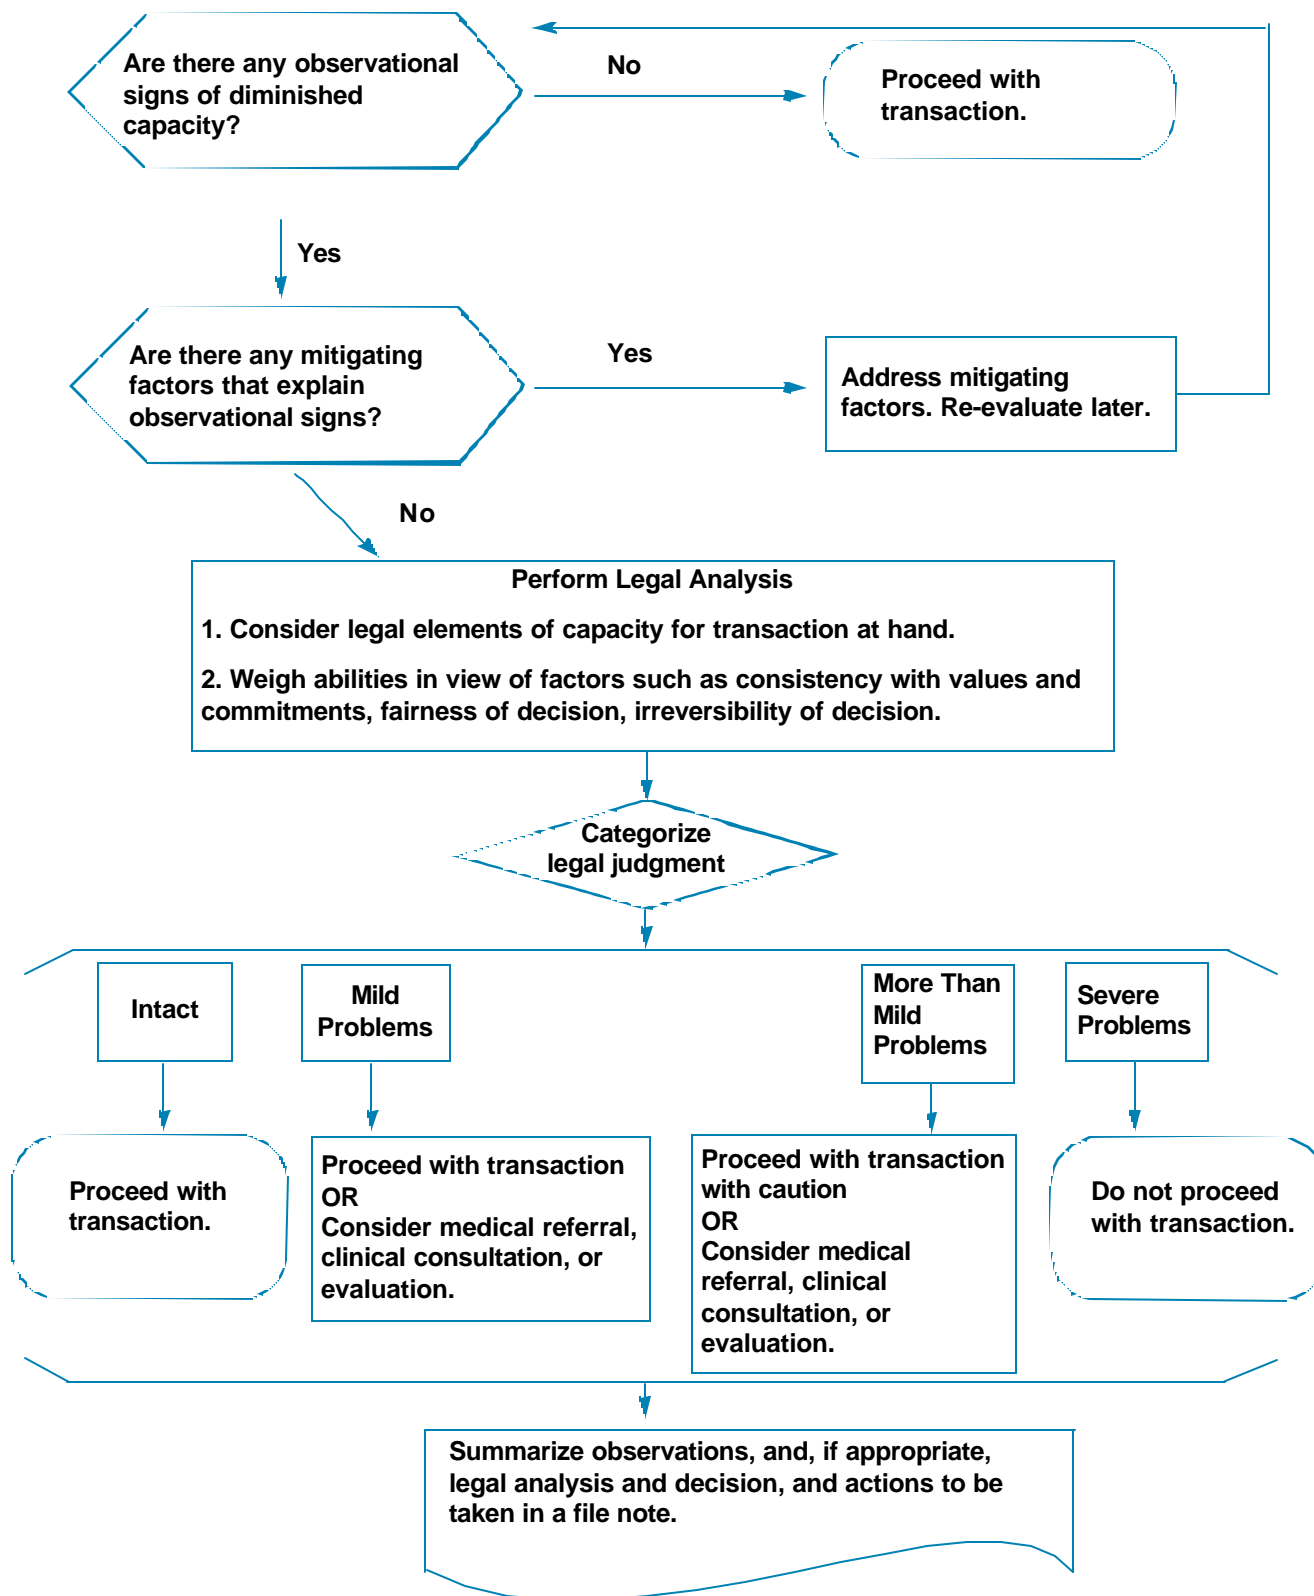 Are there any observational
signs of diminished
capacity?
No
Proceed with
transaction.
Yes
Are there any mitigating
factors that explain
observational signs?
Yes
Address mitigating
factors. Re-evaluate later.
No
Perform Legal Analysis
1. Consider legal elements of capacity for transaction at hand.
2. Weigh abilities in view of factors such as consistency with values and
commitments, fairness of decision, irreversibility of decision.
Categorize
legal judgment
Intact
Mild
Problems
More Than
Mild
Problems
Severe
Problems
Proceed with
transaction.
Proceed with transaction
OR
Consider medical referral,
clinical consultation, or
evaluation.
Proceed with transaction
with caution
OR
Consider medical
referral, clinical
consultation, or
evaluation.
Do not proceed
with transaction.
Summarize observations, and, if appropriate,
legal analysis and decision, and actions to be
taken in a file note.